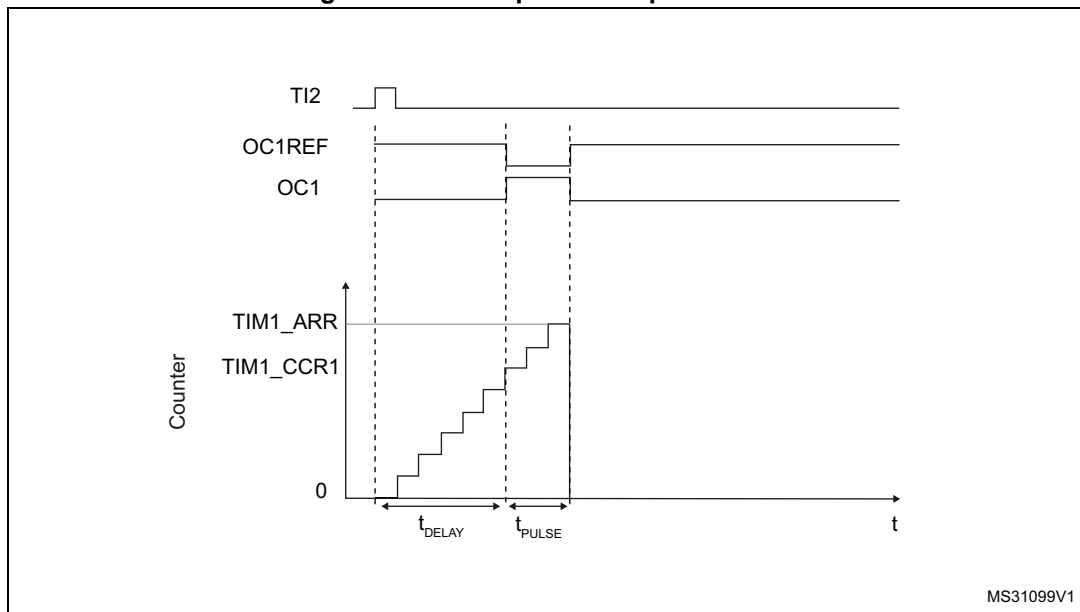 TI2
OC1REF
OC1
TIM1_ARR
TIM1_CCR1
Counter
0
tDELAY
tPULSE
t
MS31099V1